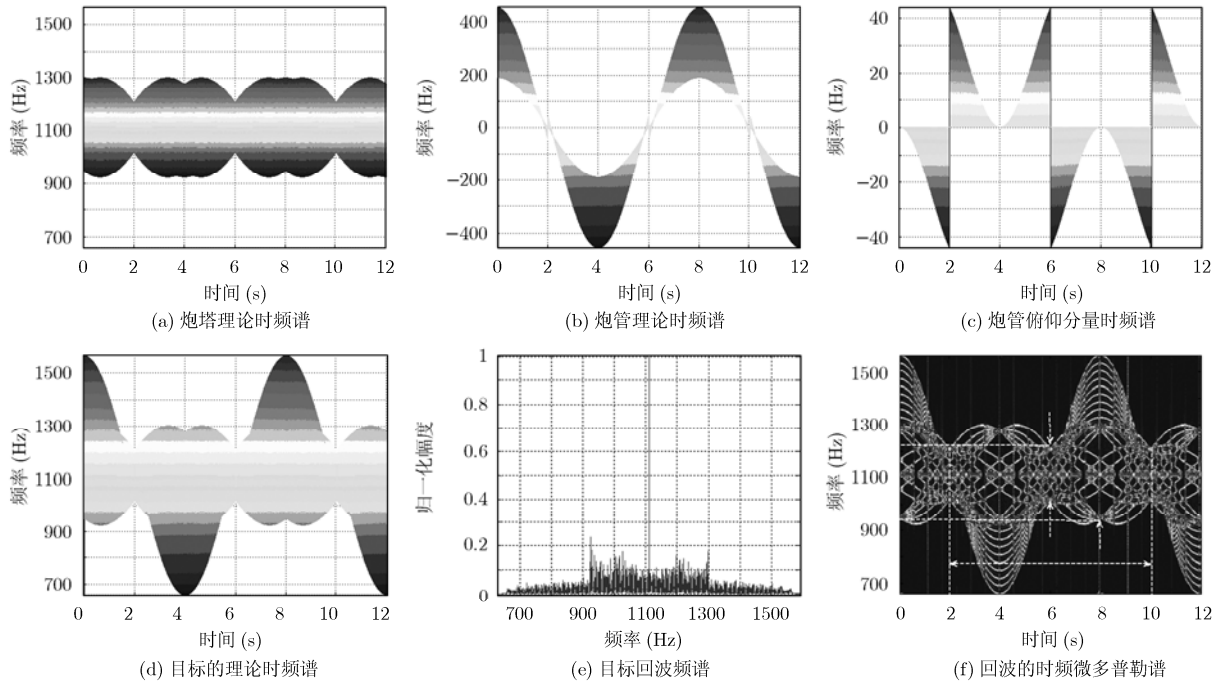 频率 (Hz)
1500
1300
1100
900
700
0 2 4 6 8 10 12
时间 (s)
(a) 炮塔理论时频谱
频率 (Hz)
400
200
0
−200
−400
0 2 4 6 8 10 12
时间 (s)
(b) 炮管理论时频谱
频率 (Hz)
40
20
0
−20
−40
0 2 4 6 8 10 12
时间 (s)
(c) 炮管俯仰分量时频谱
频率 (Hz)
1500
1300
1100
900
700
0 2 4 6 8 10 12
时间 (s)
(d) 目标的理论时频谱
归一化幅度
1
0.8
0.6
0.4
0.2
0
700 900 1100 1300 1500
频率 (Hz)
(e) 目标回波频谱
频率 (Hz)
1500
1300
1100
900
700
0 2 4 6 8 10 12
时间 (s)
(f) 回波的时频微多普勒谱